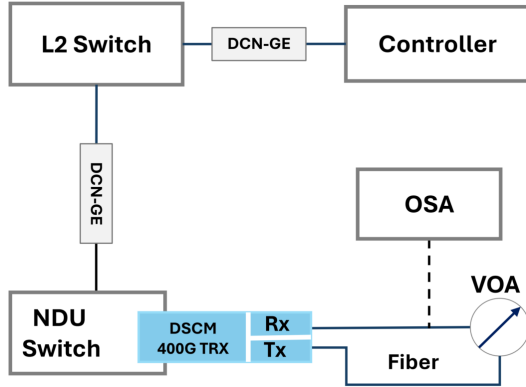 L2 Switch
DCN-GE
Controller
DCN-GE
OSA
VOA
NDU
Switch
DSCM
400G TRX
Rx
Tx
Fiber